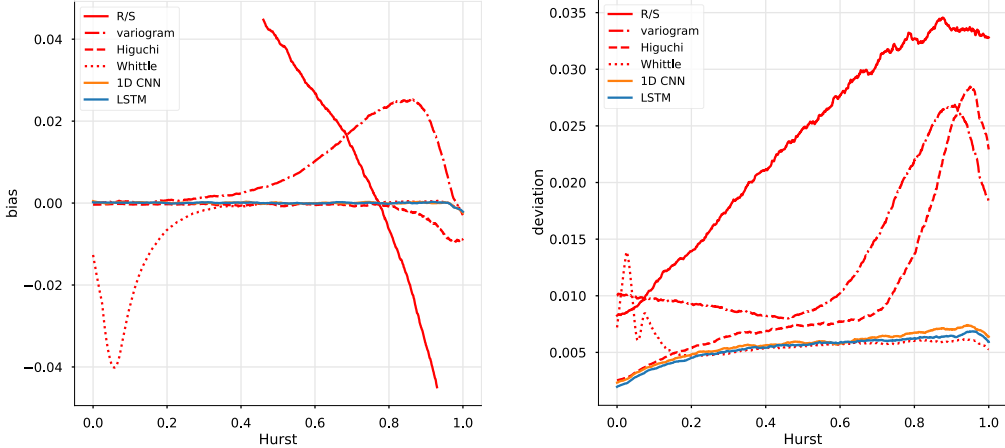 0.04
0.02
0.00
−0.02
−0.04
bias
R/S
variogram
Higuchi
Whittle
1D CNN
LSTM
0.0
0.2
0.4
0.6
0.8
1.0
Hurst
0.035
0.030
0.025
0.020
0.015
0.010
0.005
deviation
R/S
variogram
Higuchi
Whittle
1D CNN
LSTM
0.0
0.2
0.4
0.6
0.8
1.0
Hurst